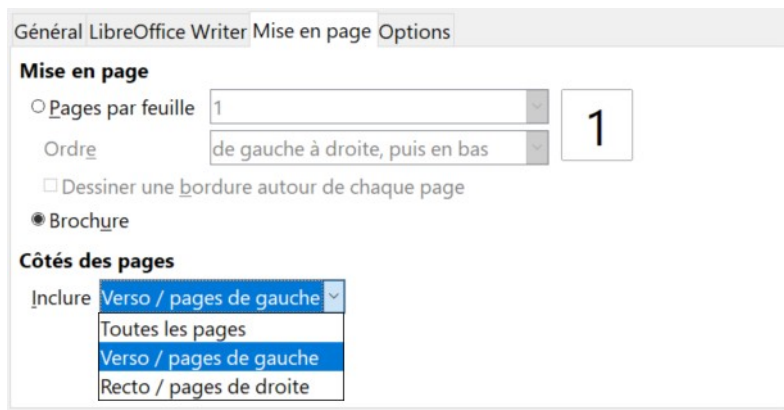 Général LibreOffice Writer Mise en page Options
Mise en page
Pages par feuille 1
1
Ordre de gauche à droite, puis en bas
Dessiner une bordure autour de chaque page
Brochure
Côtés des pages
Inclure Verso / pages de gauche
Toutes les pages
Verso / pages de gauche
Recto / pages de droite